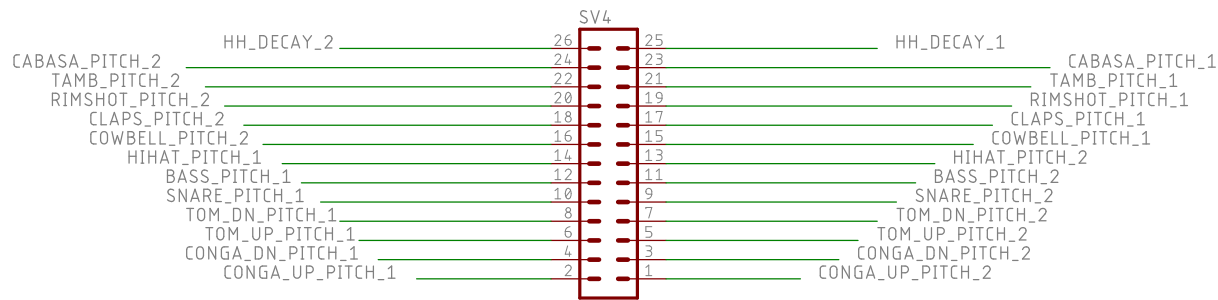 SV4
HH_DECAY_2 26 25 HH_DECAY_1
CABASA_PITCH_2 24 23 CABASA_PITCH_1
TAMB_PITCH_2 22 21 TAMB_PITCH_1
RIMSHOT_PITCH_2 20 19 RIMSHOT_PITCH_1
CLAPS_PITCH_2 18 17 CLAPS_PITCH_1
COWBELL_PITCH_2 16 15 COWBELL_PITCH_1
HIHAT_PITCH_1 14 13 HIHAT_PITCH_2
BASS_PITCH_1 12 11 BASS_PITCH_2
SNARE_PITCH_1 10 9 SNARE_PITCH_2
TOM_DN_PITCH_1 8 7 TOM_DN_PITCH_2
TOM_UP_PITCH_1 6 5 TOM_UP_PITCH_2
CONGA_DN_PITCH_1 4 3 CONGA_DN_PITCH_2
CONGA_UP_PITCH_1 2 1 CONGA_UP_PITCH_2